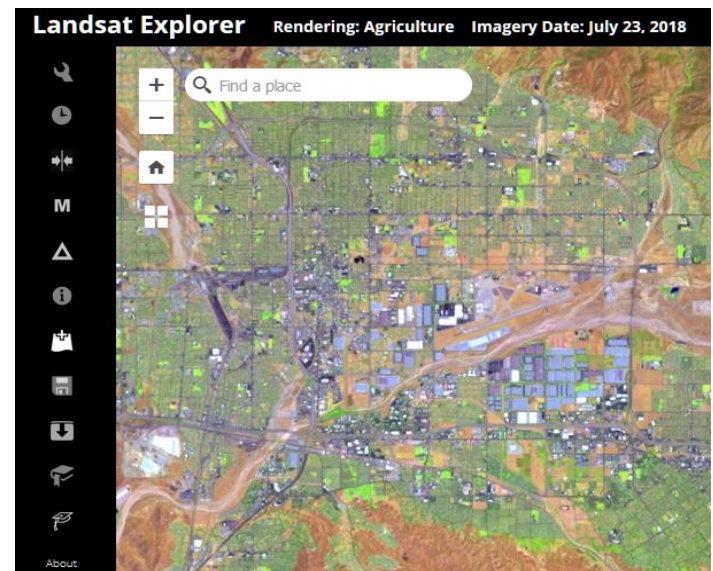 Landsat Explorer Rendering: Agriculture Imagery Date: July 23, 2018
+
Find a place
−
M
About